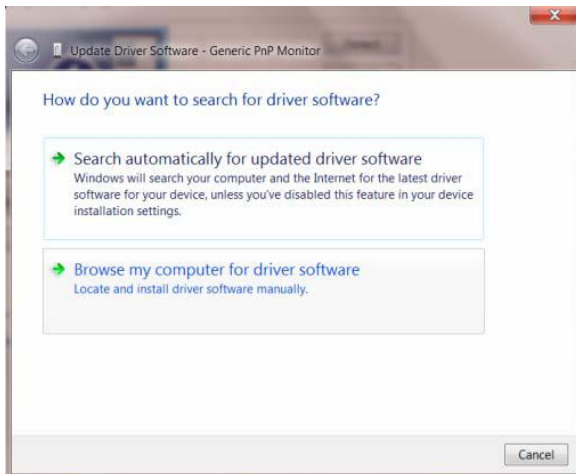 Update Driver Software - Generic PnP Monitor
How do you want to search for driver software?
Search automatically for updated driver software
Windows will search your computer and the Internet for the latest driver
software for your device, unless you've disabled this feature in your device
installation settings.
Browse my computer for driver software
Locate and install driver software manually.
Cancel